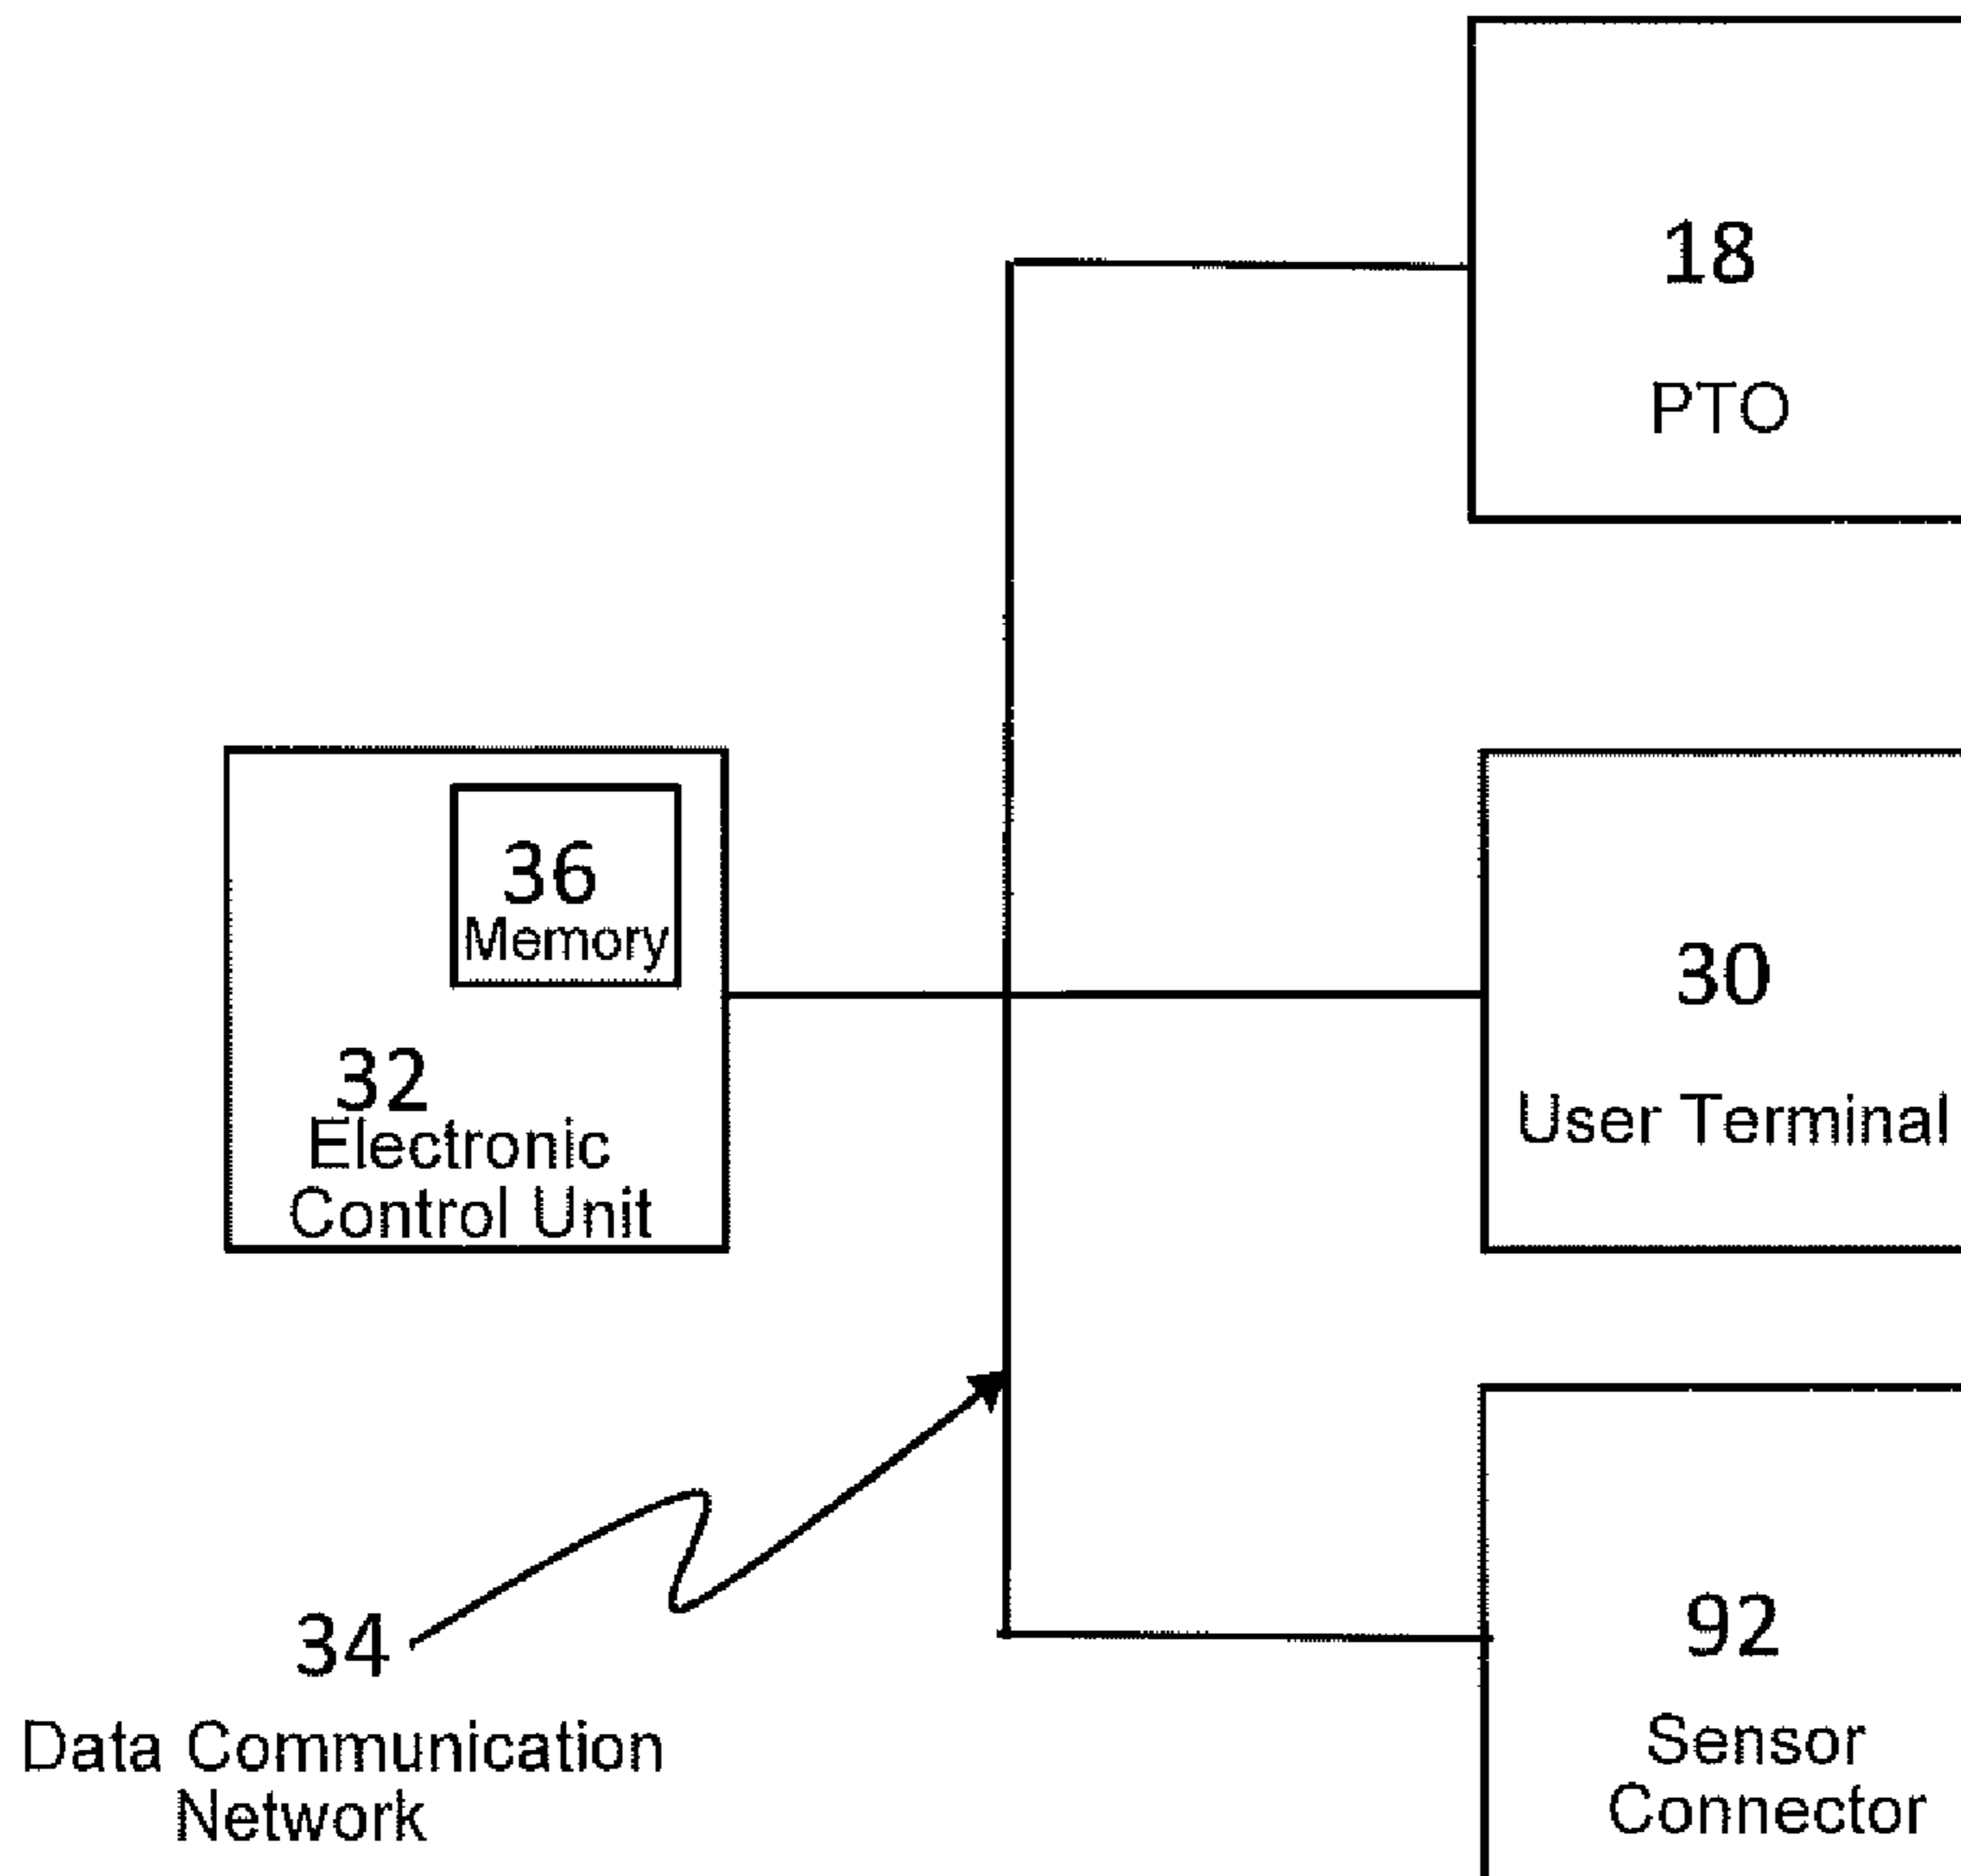 18
PTO
36
Memory
32
Electronic
Control Unit
30
User Terminal
34
Data Communication
Network
92
Sensor
Connector